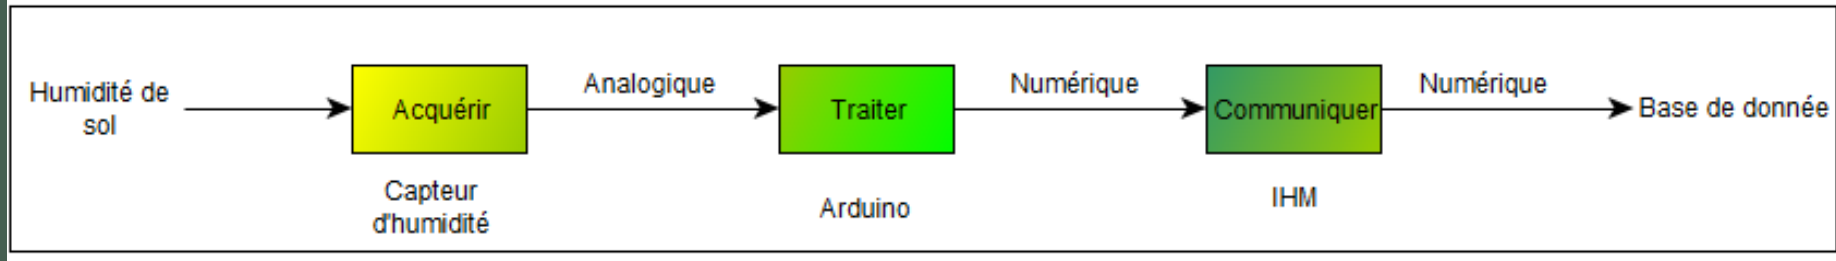 Humidité de
sol
Acquérir
Capteur
d'humidité
Analogique
Traiter
Arduino
Numérique
Communiquer
IHM
Numérique
Base de donnée